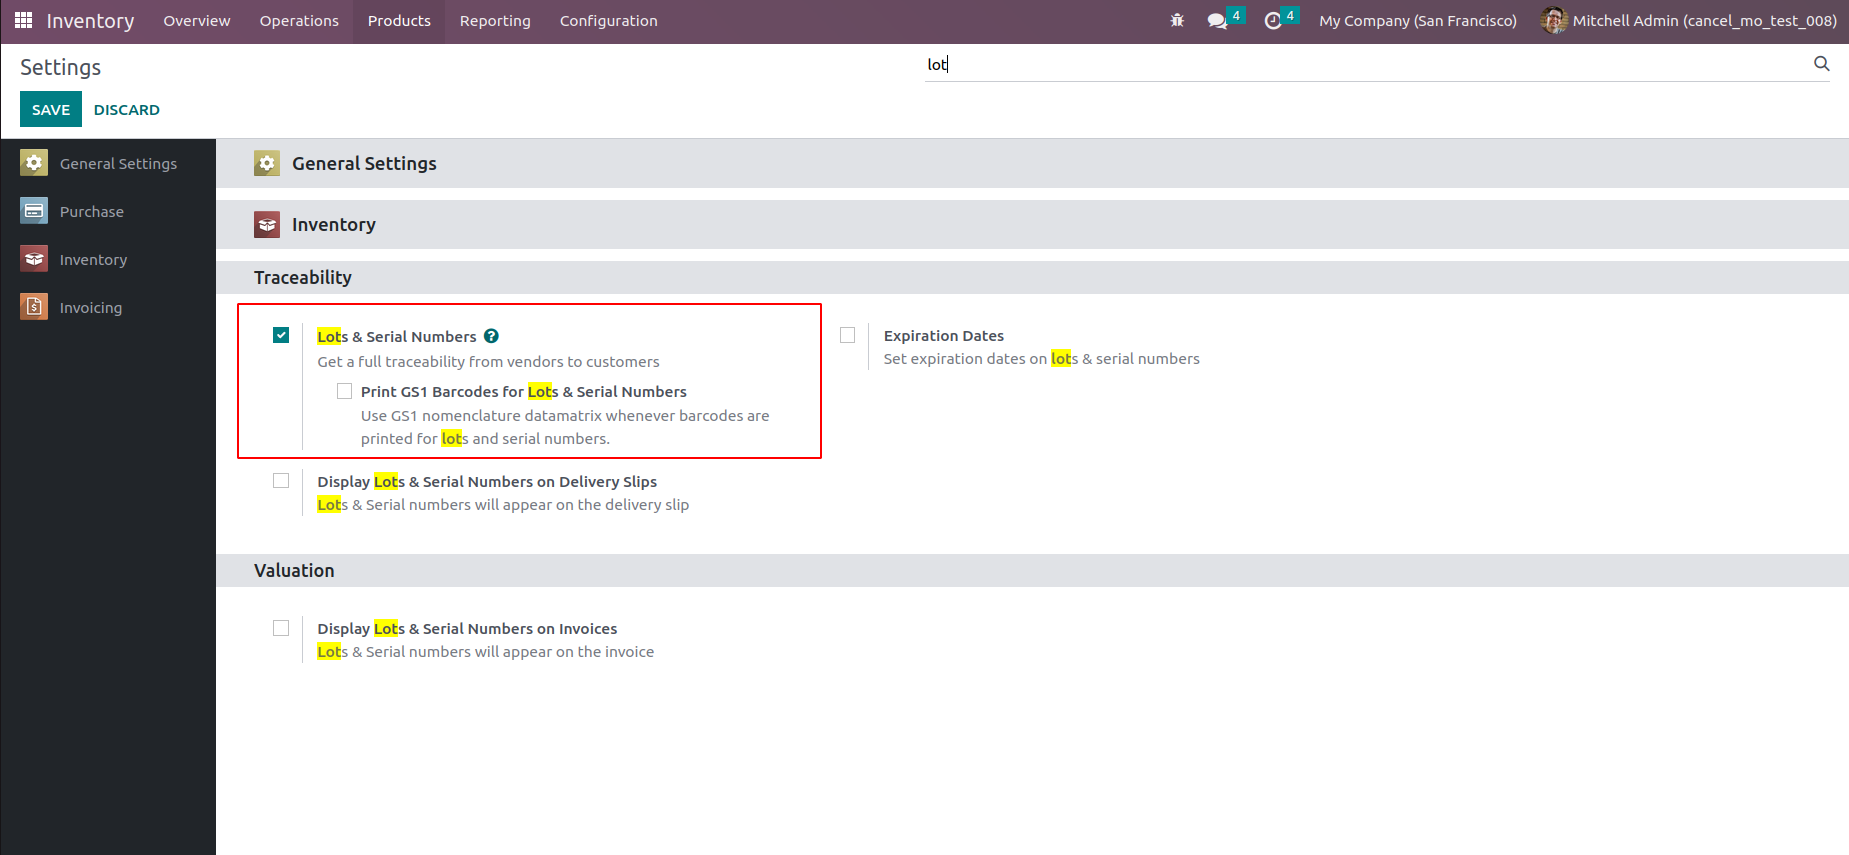 Inventory Overview Operations Products Reporting Configuration 4 4 My Company (San Francisco) Mitchell Admin (cancel_mo_test_008)
Settings
lot
SAVE DISCARD
General Settings
Purchase
Inventory
Invoicing
General Settings
Inventory
Traceability
Lots & Serial Numbers ?
Get a full traceability from vendors to customers
Print GS1 Barcodes for Lots & Serial Numbers
Use GS1 nomenclature datamatrix whenever barcodes are
printed for lots and serial numbers.
Expiration Dates
Set expiration dates on lots & serial numbers
Display Lots & Serial Numbers on Delivery Slips
Lots & Serial numbers will appear on the delivery slip
Valuation
Display Lots & Serial Numbers on Invoices
Lots & Serial numbers will appear on the invoice